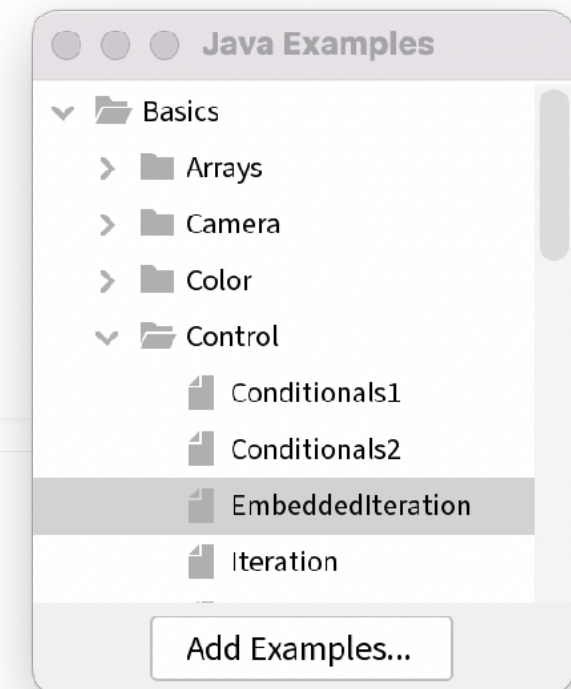 Java Examples
Basics
Arrays
Camera
Color
Control
Conditionals1
Conditionals2
EmbeddedIteration
Iteration
Add Examples...